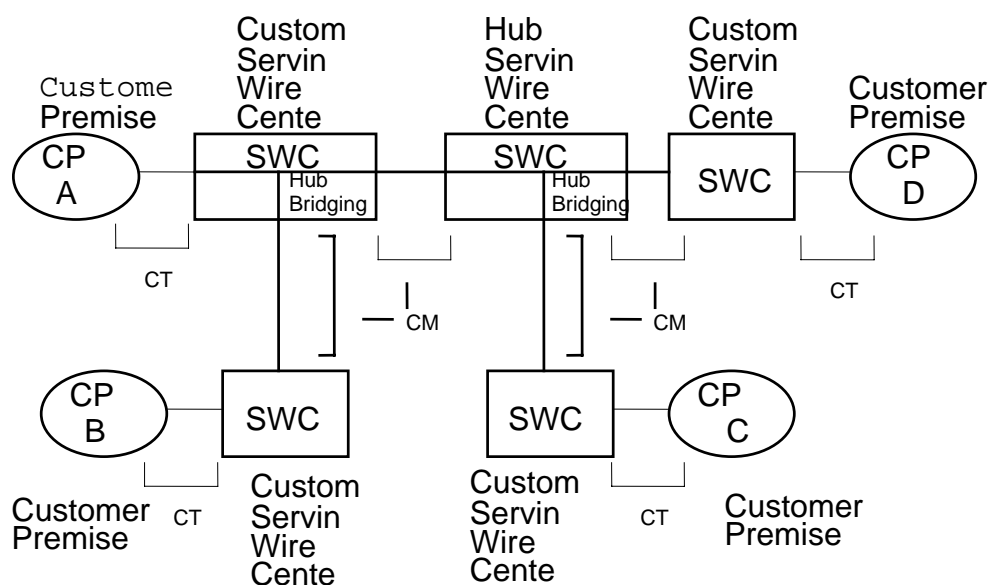 Custom
Servin
Wire
Cente
Hub
Servin
Wire
Cente
Custom
Servin
Wire
Cente
Custome
Premise
Customer
Premise
CP
A
SWC
Hub
Bridging
SWC
Hub
Bridging
SWC
CP
D
CT
CM
CM
CT
CP
B
SWC
SWC
CP
C
Customer
Premise
CT
Custom
Servin
Wire
Cente
Custom
Servin
Wire
Cente
CT
Customer
Premise